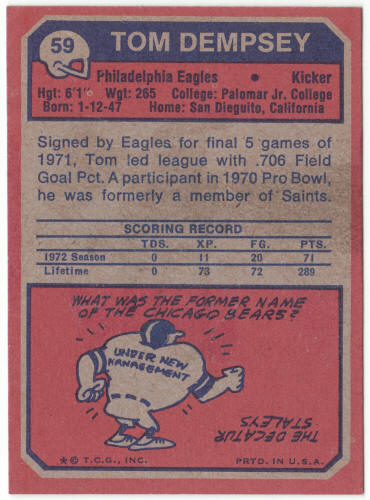 59
TOM DEMPSEY
Philadelphia Eagles • Kicker
Hgt: 6'1" Wgt: 265 College: Palomar Jr. College
Born: 1-12-47 Home: San Dieguito, California
Signed by Eagles for final 5 games of
1971, Tom led league with .706 Field
Goal Pct. A participant in 1970 Pro Bowl,
he was formerly a member of Saints.
SCORING RECORD
TDS. XP. FG. PTS.
1972 Season 0 11 20 71
Lifetime 0 73 72 289
WHAT WAS THE FORMER NAME
OF THE CHICAGO BEARS?
UNDER NEW
MANAGEMENT
THE DECATUR
STALEYS
*© T.C.G., INC. PRTD. IN U.S.A.